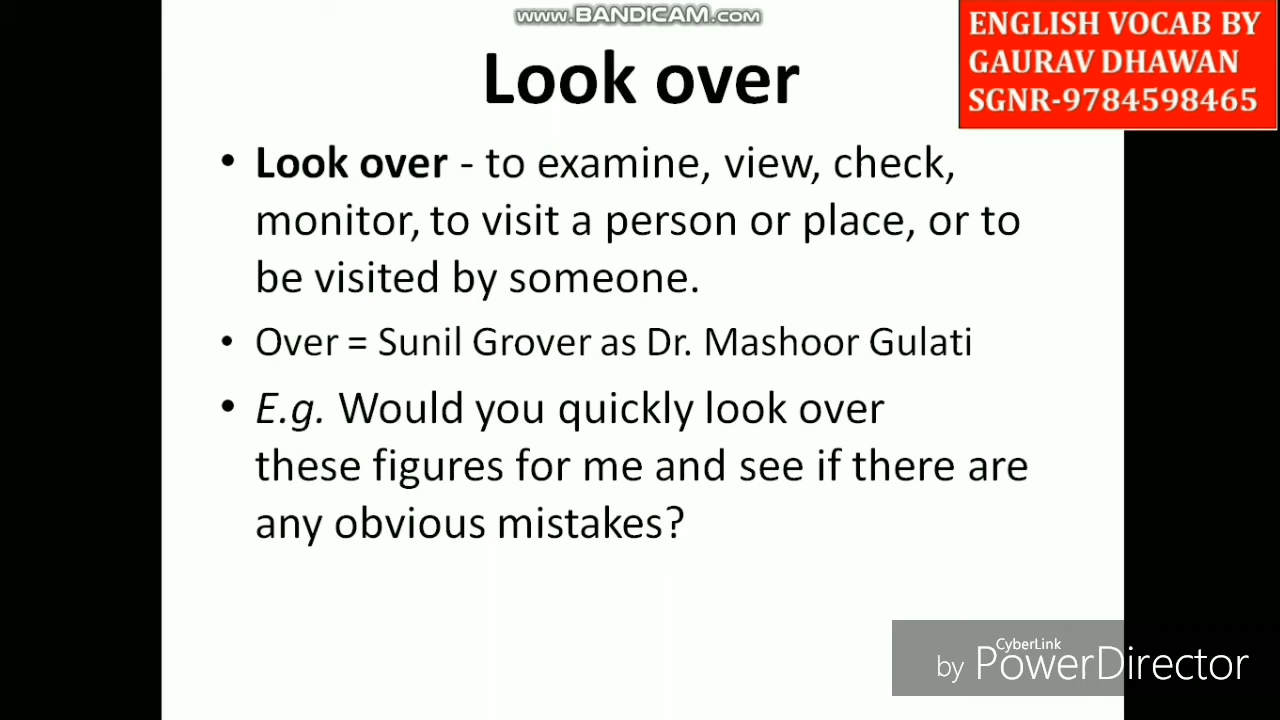 www.BANDICAM.com
ENGLISH VOCAB BY
GAURAV DHAWAN
SGNR-9784598465
Look over
• Look over - to examine, view, check,
monitor, to visit a person or place, or to
be visited by someone.
• Over = Sunil Grover as Dr. Mashoor Gulati
• E.g. Would you quickly look over
these figures for me and see if there are
any obvious mistakes?
CyberLink
by PowerDirector